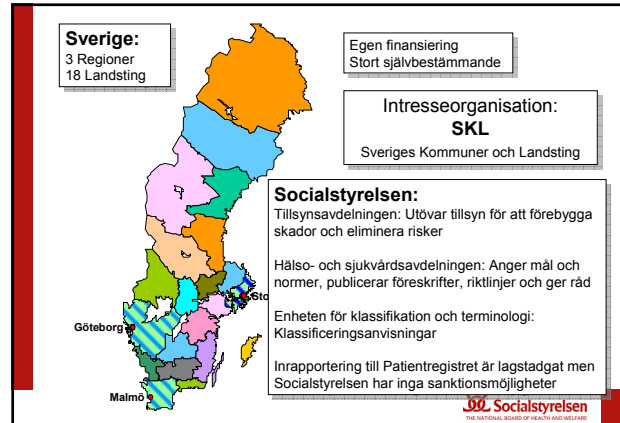 Sverige:
3 Regioner
18 Landsting
Egen finansiering
Stort självbestämmande
Intresseorganisation:
SKL
Sveriges Kommuner och Landsting
Socialstyrelsen:
Tillsynsavdelningen: Utövar tillsyn för att förebygga
skador och eliminera risker
Hälso- och sjukvårdsavdelningen: Anger mål och
normer, publicerar föreskrifter, riktlinjer och ger råd
Enheten för klassifikation och terminologi:
Klassificeringsanvisningar
Inrapportering till Patientregistret är lagstadgat men
Socialstyrelsen har inga sanktionsmöjligheter
Sto
Göteborg
Malmö
Socialstyrelsen
THE NATIONAL BOARD OF HEALTH AND WELFARE